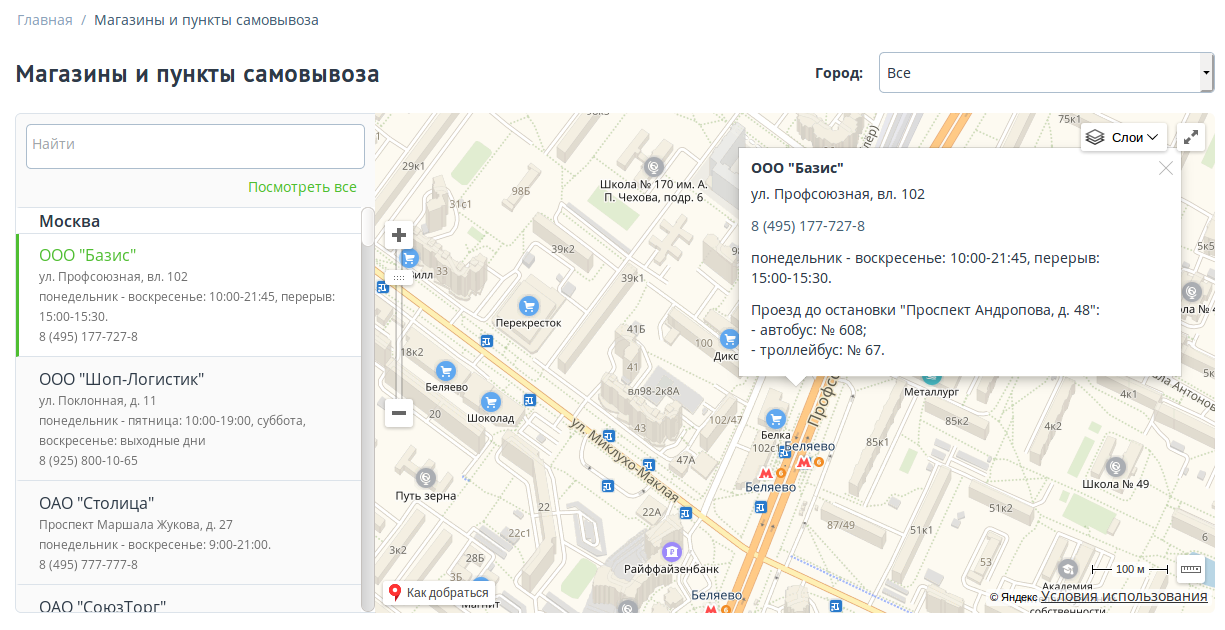 Главная / Магазины и пункты самовывоза
Магазины и пункты самовывоза
Город:
Все
Найти
Посмотреть все
Москва
ООО "Базис"
ул. Профсоюзная, вл. 102
понедельник - воскресенье: 10:00-21:45, перерыв:
15:00-15:30.
8 (495) 177-727-8
ООО "Шоп-Логистик"
ул. Поклонная, д. 11
понедельник - пятница: 10:00-19:00, суббота,
воскресенье: выходные дни
8 (925) 800-10-65
ОАО "Столица"
Проспект Маршала Жукова, д. 27
понедельник - воскресенье: 9:00-21:00.
8 (495) 777-777-8
ОАО "СоюзТорг"
Слои
75к1
ООО "Базис"
ул. Профсоюзная, вл. 102
8 (495) 177-727-8
понедельник - воскресенье: 10:00-21:45, перерыв:
15:00-15:30.
Проезд до остановки "Проспект Андропова, д. 48":
- автобус: № 608;
- троллейбус: № 67.
29к1
98Б
31с1
Школа № 170 им. А.
П. Чехова, подр. 6
39к2
39к1
Перекресток
41Б
100
18к2
41
Беляево
вл98-2к8А
Металлург
4к1
20
Шоколад
43
102/47
Белка
85к2
4к2
Беляево
85к1
ул. Миклухо-Маклая
47А
Беляево
Школа № 49
Путь зерна
22
22А
51к2
22с1
87/49
51к1
3к2
28Б
Райффайзенбанк
53
3Б
100 м
Академия
собственности
Как добраться
Магнит
Беляево
© Яндекс Условия использования